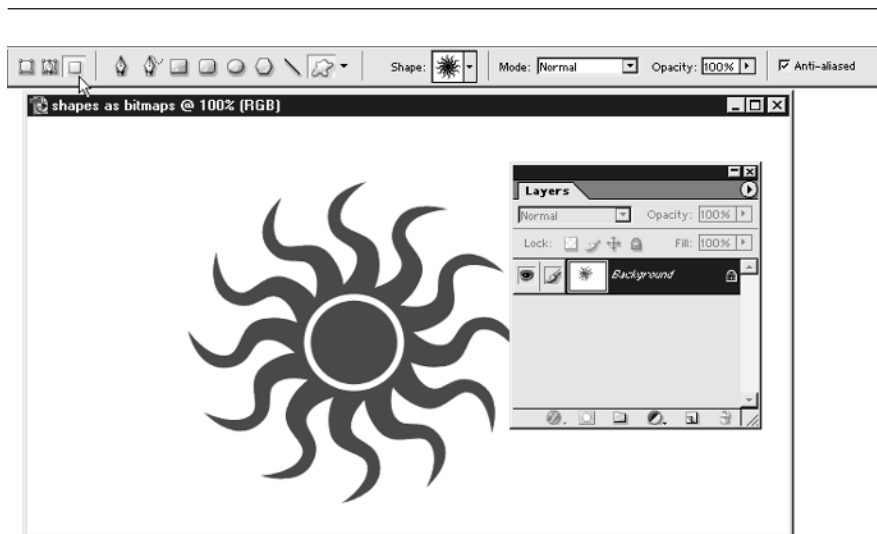 Shape: Mode: Normal Opacity: 100% Anti-aliased
shapes as bitmaps @ 100% (RGB)
Layers
Normal Opacity: 100%
Lock: Fill: 100%
Background